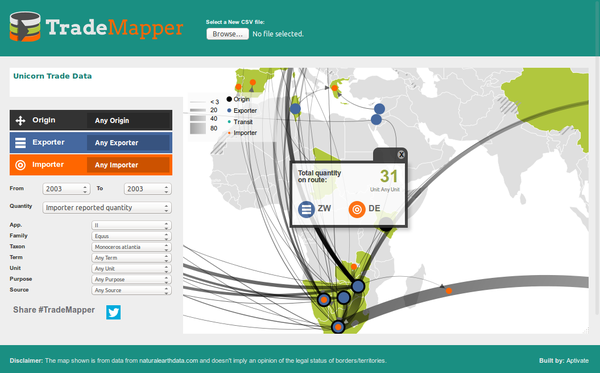 TradeMapper
Select a New CSV file:
Browse... No file selected.
Unicorn Trade Data
Origin Any Origin
Exporter Any Exporter
Importer Any Importer
From 2003 To 2003
Quantity Importer reported quantity
App. II
Family Equus
Taxon Monoceros atlantia
Term Any Term
Unit Any Unit
Purpose Any Purpose
Source Any Source
Share #TradeMapper
< 3
20
40
80
Origin
Exporter
Transit
Importer
X
Total quantity
on route:
31
Unit Any Unit
ZW DE
Disclaimer: The map shown is from data from naturalearthdata.com and doesn't imply an opinion of the legal status of borders/territories.
Built by: Aptivate